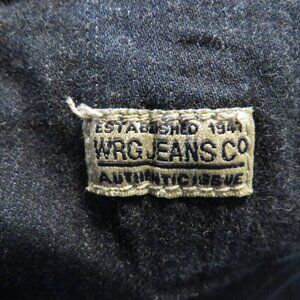 ESTABLISHED 1941
WRG JEANS CO
AUTHENTIC ISSUE